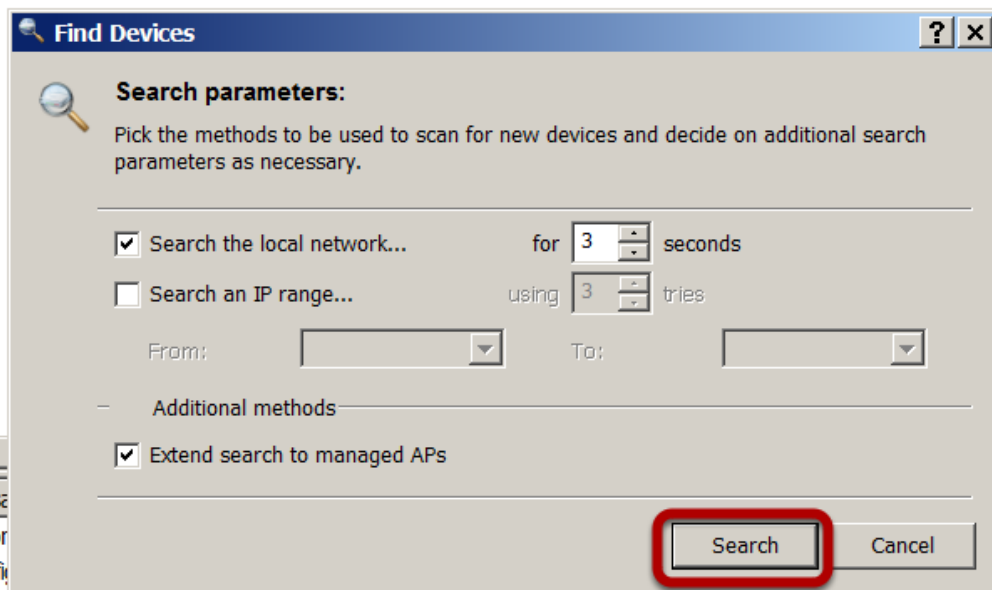 Find Devices
Search parameters:
Pick the methods to be used to scan for new devices and decide on additional search
parameters as necessary.
Search the local network... for 3 seconds
Search an IP range... using 3 tries
From: To:
Additional methods
Extend search to managed APs
Search Cancel